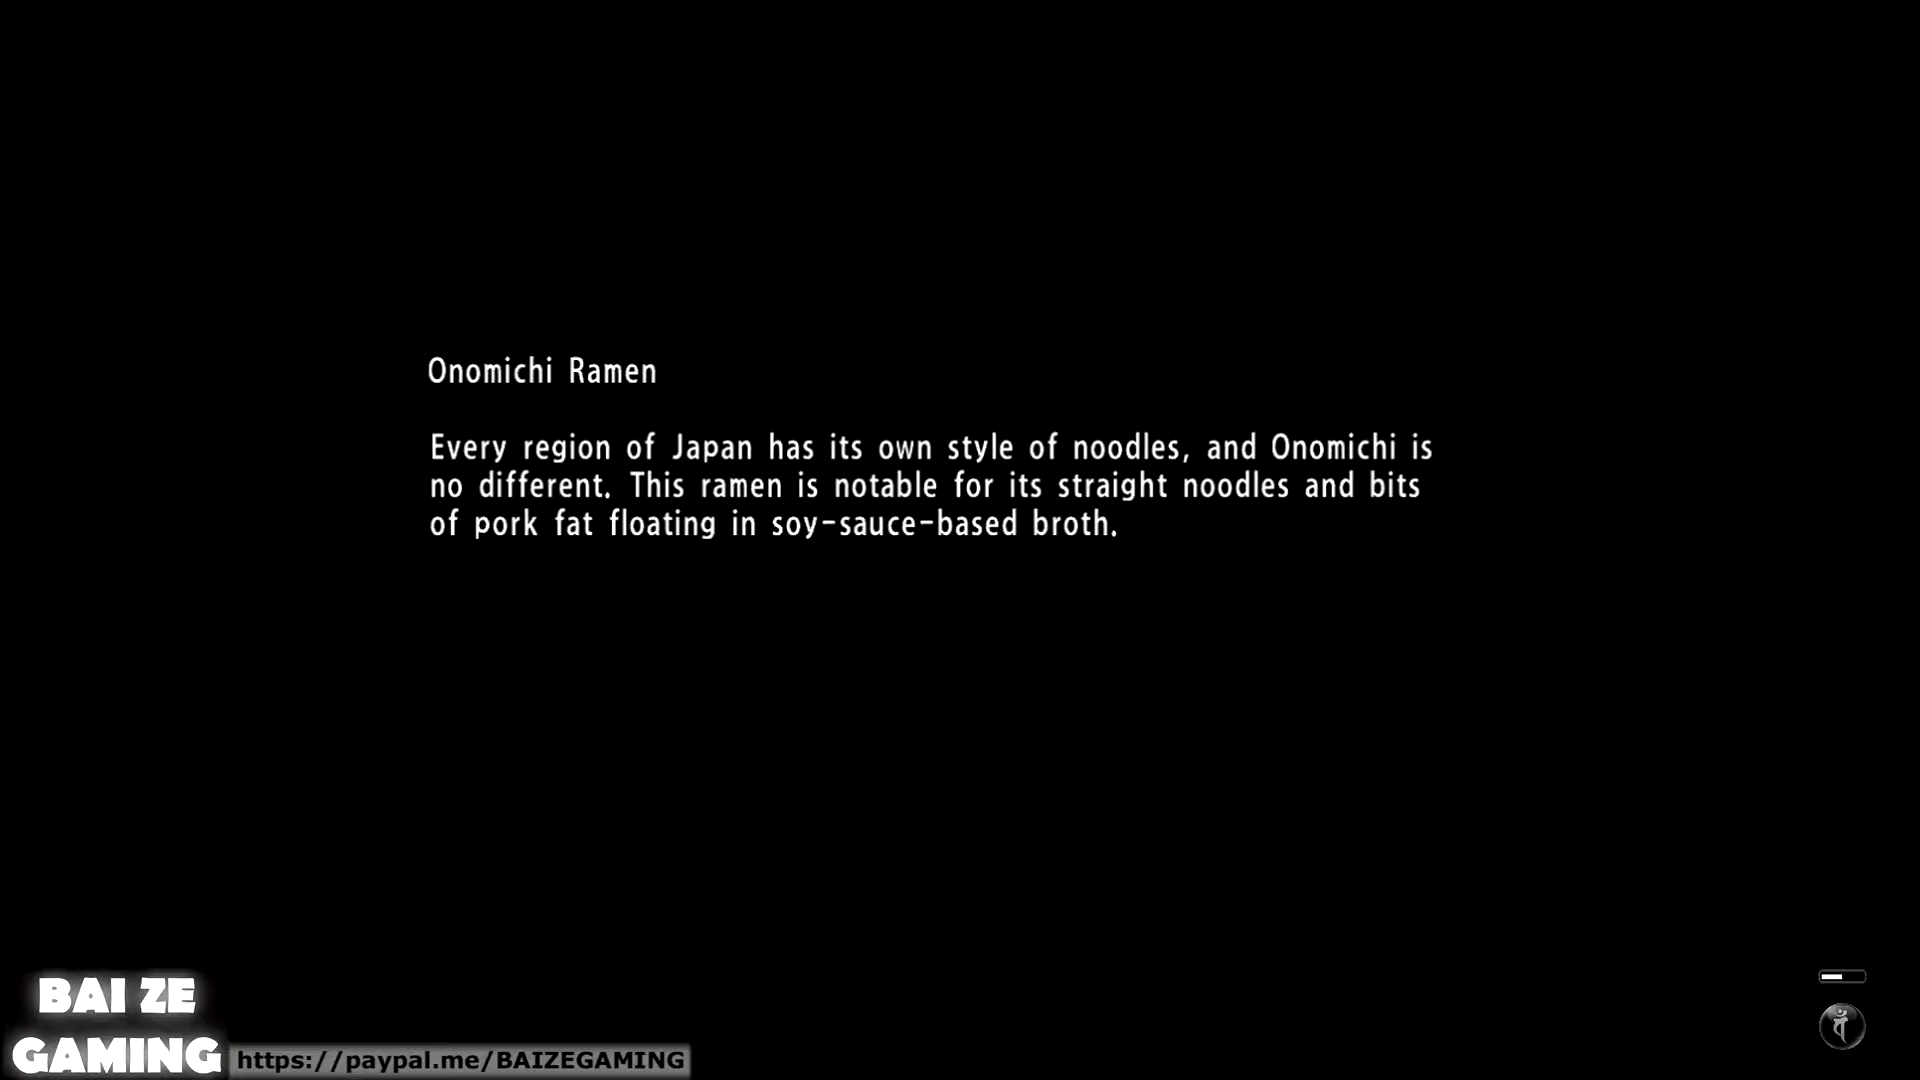 Onomichi Ramen
Every region of Japan has its own style of noodles, and Onomichi is
no different. This ramen is notable for its straight noodles and bits
of pork fat floating in soy-sauce-based broth.
BAI ZE
GAMING
https://paypal.me/BAIZEGAMING